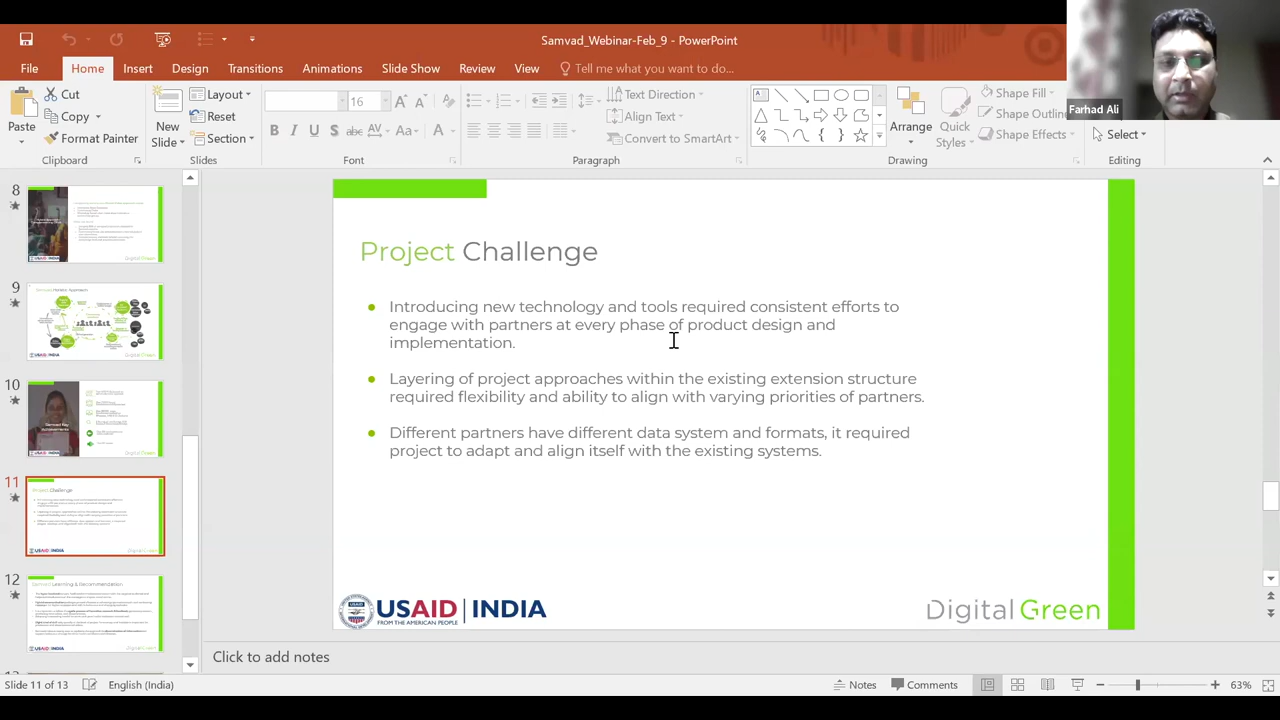 Samvad_Webinar-Feb_9 - PowerPoint
File Home Insert Design Transitions Animations Slide Show Review View Tell me what you want to do...
Paste
Cut
Copy
Format Painter
Clipboard
New
Slide
Layout
Reset
Section
Slides
16
Font
Text Direction
Align Text
Convert to SmartArt
Paragraph
Arrange
Quick
Styles
Shape Fill
Shape Outline
Shape Effects
Drawing
Select
Editing
Farhad Ali
8
9
10
11
12
Project Challenge
Introducing new technology and tools required consistent efforts to
engage with partners at every phase of product design and
implementation.
Layering of project approaches within the existing extension structure
required flexibility and ability to align with varying priorities of partners.
Different partners have different data system and formts, it required
project to adapt and align itself with the existing systems.
USAID INDIA
FROM THE AMERICAN PEOPLE
Digital Green
Click to add notes
Slide 11 of 13 English (India) Notes Comments 63%